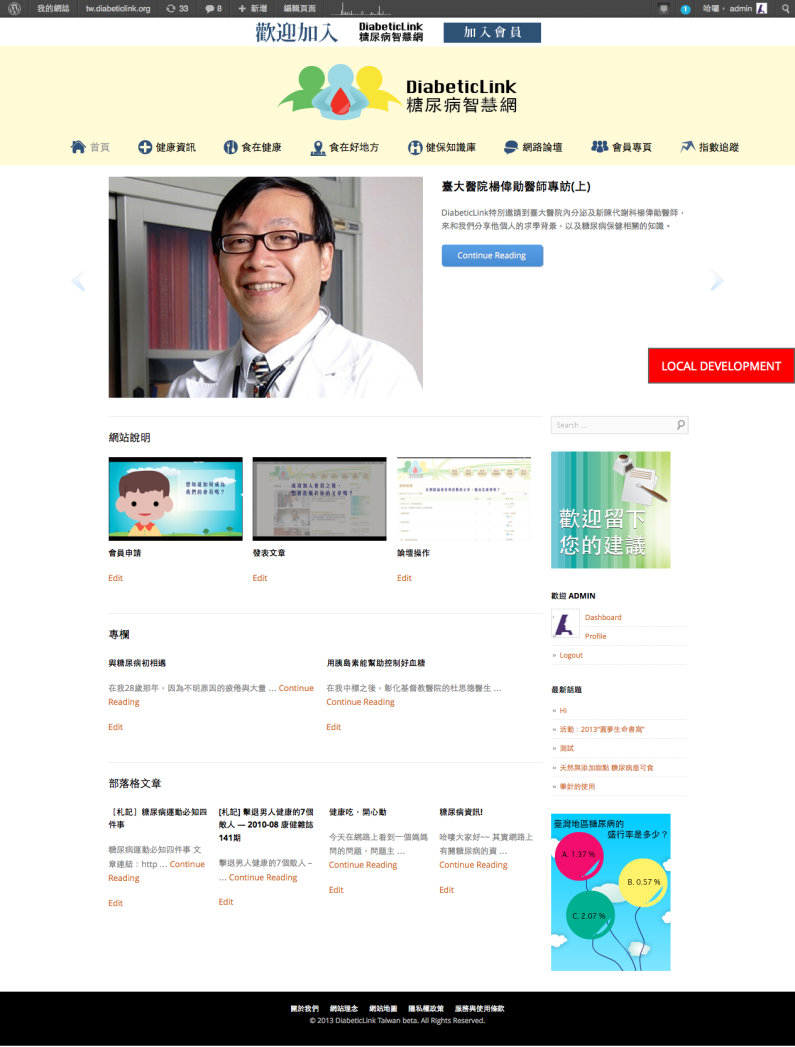 我的網誌 tw.diabeticlink.org 33 8 + 新增 編輯頁面 1 哈囉，admin
歡迎加入 DiabeticLink 糖尿病智慧網 加入會員
DiabeticLink
糖尿病智慧網
首頁 健康資訊 食在健康 食在好地方 健保知識庫 網路論壇 會員專頁 指數追蹤
臺大醫院楊偉勛醫師專訪(上)
DiabeticLink特別邀請到臺大醫院內分泌及新陳代謝科楊偉勛醫師，
來和我們分享他個人的求學背景，以及糖尿病保健相關的知識。
Continue Reading
LOCAL DEVELOPMENT
Search ...
網站說明
想知道如何成為
我們的會員嗎？
會員申請
Edit
成功加入會員之後，
發表文章
Edit
論壇操作
Edit
歡迎留下
您的建議
歡迎 ADMIN
Dashboard
Profile
» Logout
專欄
與糖尿病初相遇
在我28歲那年，因為不明原因的疲倦與大量 ... Continue
Reading
Edit
用胰島素能幫助控制好血糖
在我中標之後，彰化基督教醫院的杜思德醫生 ...
Continue Reading
Edit
最新話題
» Hi
» 活動：2013“圓夢生命書寫”
» 測試
» 天然無添加甜點 糖尿病患可食
» 筆針的使用
部落格文章
［札記］糖尿病運動必知四
件事
糖尿病運動必知四件事 文
章連結：http ... Continue
Reading
Edit
[札記] 擊退男人健康的7個
敵人 — 2010-08 康健雜誌
141期
擊退男人健康的7個敵人 –
... Continue Reading
Edit
健康吃，開心動
今天在網路上看到一個媽媽
問的問題，問題主 ...
Continue Reading
Edit
糖尿病資訊!
哈嘍大家好~~ 其實網路上
有關糖尿病的資 ...
Continue Reading
Edit
臺灣地區糖尿病的
盛行率是多少？
A. 1.37 %
B. 0.57 %
C. 2.07 %
關於我們 網站理念 網站地圖 隱私權政策 服務與使用條款
© 2013 DiabeticLink Taiwan beta. All Rights Reserved.